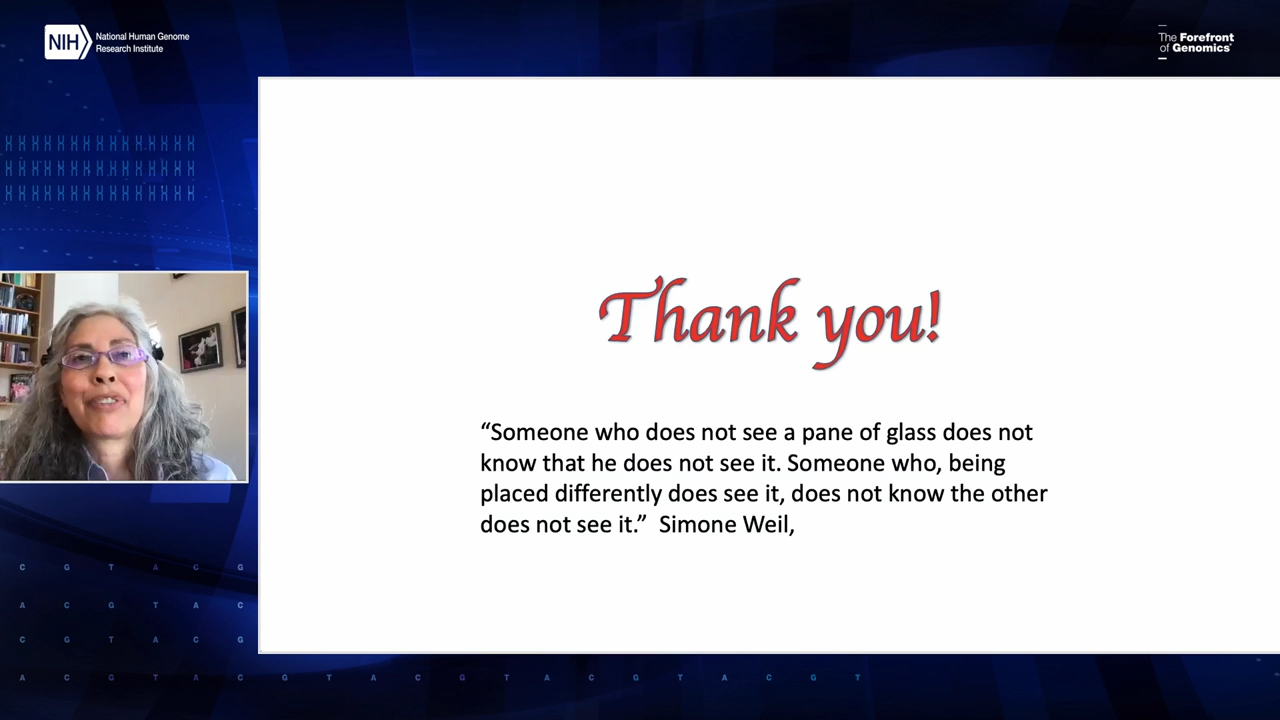 NIH
National Human Genome
Research Institute
The Forefront
of Genomics®
Thank you!
“Someone who does not see a pane of glass does not
know that he does not see it. Someone who, being
placed differently does see it, does not know the other
does not see it.”  Simone Weil,
C G T A C G
A C G T A C
C G T A C G
A C G T A C G T A C G T A C G T A C G T